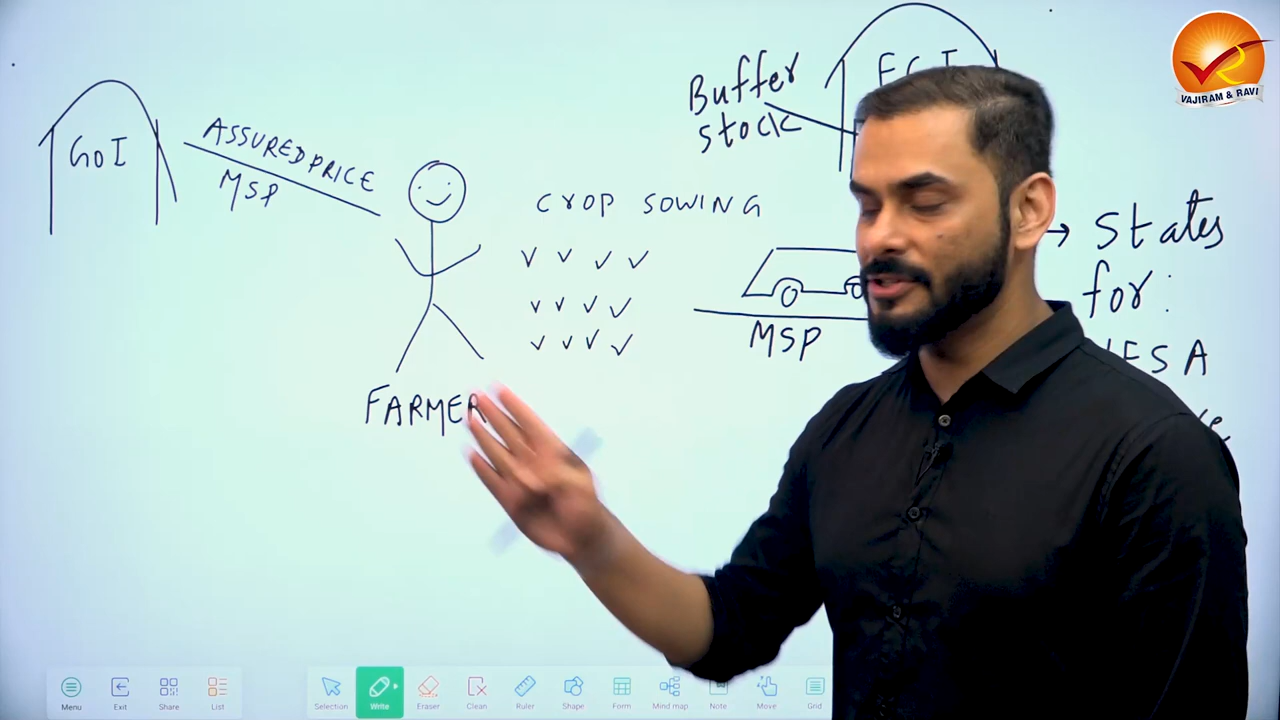 GoI
ASSURED PRICE
MSP
FARMER
CROP SOWING
MSP
Buffer
stock
FCI
States
for:
VAJIRAM & RAVI
Menu
Exit
Share
List
Selection
Write
Eraser
Clean
Ruler
Shape
Form
Mind map
Note
Move
Grid